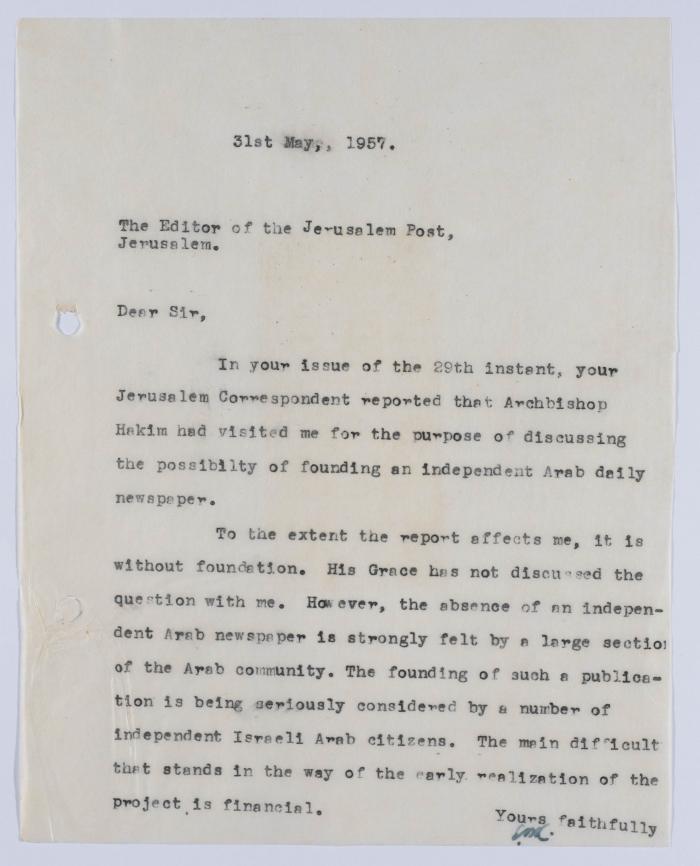 31st May,, 1957.
The Editor of the Jerusalem Post,
Jerusalem.
Dear Sir,
In your issue of the 29th instant, your
Jerusalem Correspondent reported that Archbishop
Hakim had visited me for the purpose of discussing
the possibilty of founding an independent Arab daily
newspaper.
To the extent the report affects me, it is
without foundation. His Grace has not discussed the
question with me. However, the absence of an indepen-
dent Arab newspaper is strongly felt by a large section
of the Arab community. The founding of such a publica-
tion is being seriously considered by a number of
independent Israeli Arab citizens. The main difficult
that stands in the way of the early realization of the
project is financial.
Yours faithfully